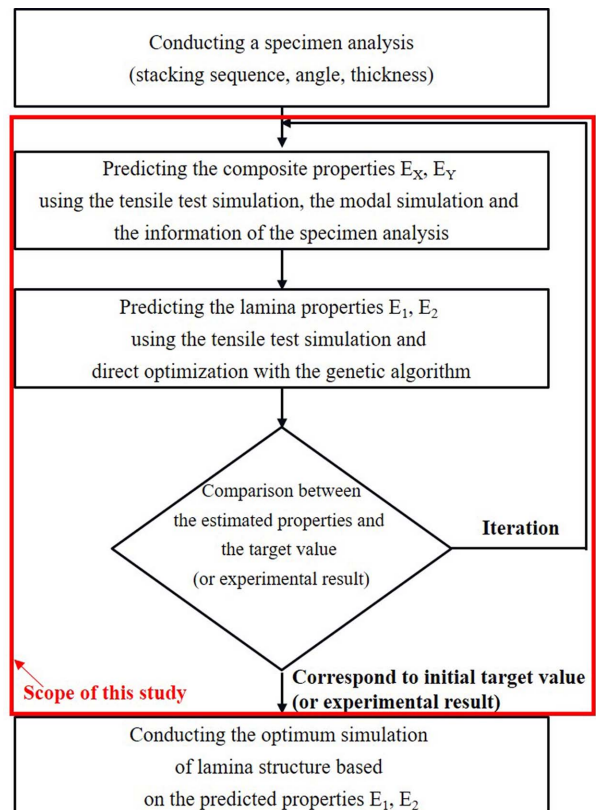 Conducting a specimen analysis
(stacking sequence, angle, thickness)
Predicting the composite properties E_X, E_Y
using the tensile test simulation, the modal simulation and
the information of the specimen analysis
Predicting the lamina properties E_1, E_2
using the tensile test simulation and
direct optimization with the genetic algorithm
Comparison between
the estimated properties and
the target value
(or experimental result)
Iteration
Scope of this study
Correspond to initial target value
(or experimental result)
Conducting the optimum simulation
of lamina structure based
on the predicted properties E_1, E_2